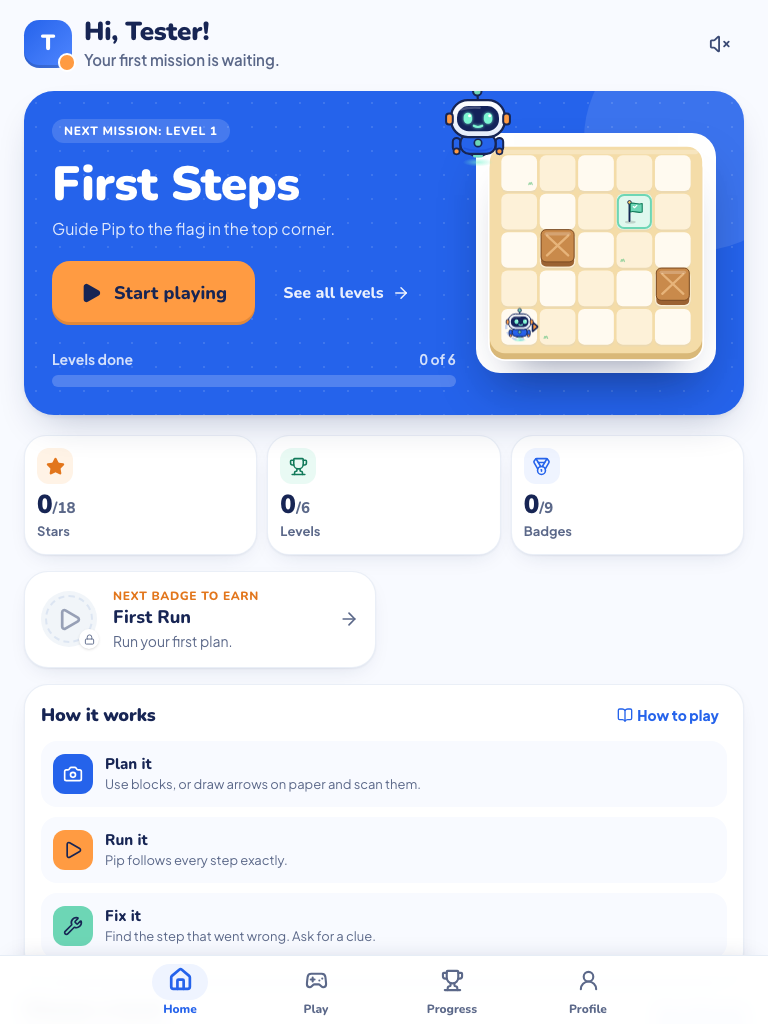 T
Hi, Tester!
Your first mission is waiting.
NEXT MISSION: LEVEL 1
First Steps
Guide Pip to the flag in the top corner.
Start playing
See all levels
Levels done
0 of 6
0/18
Stars
0/6
Levels
0/9
Badges
NEXT BADGE TO EARN
First Run
Run your first plan.
How it works
How to play
Plan it
Use blocks, or draw arrows on paper and scan them.
Run it
Pip follows every step exactly.
Fix it
Find the step that went wrong. Ask for a clue.
Home
Play
Progress
Profile